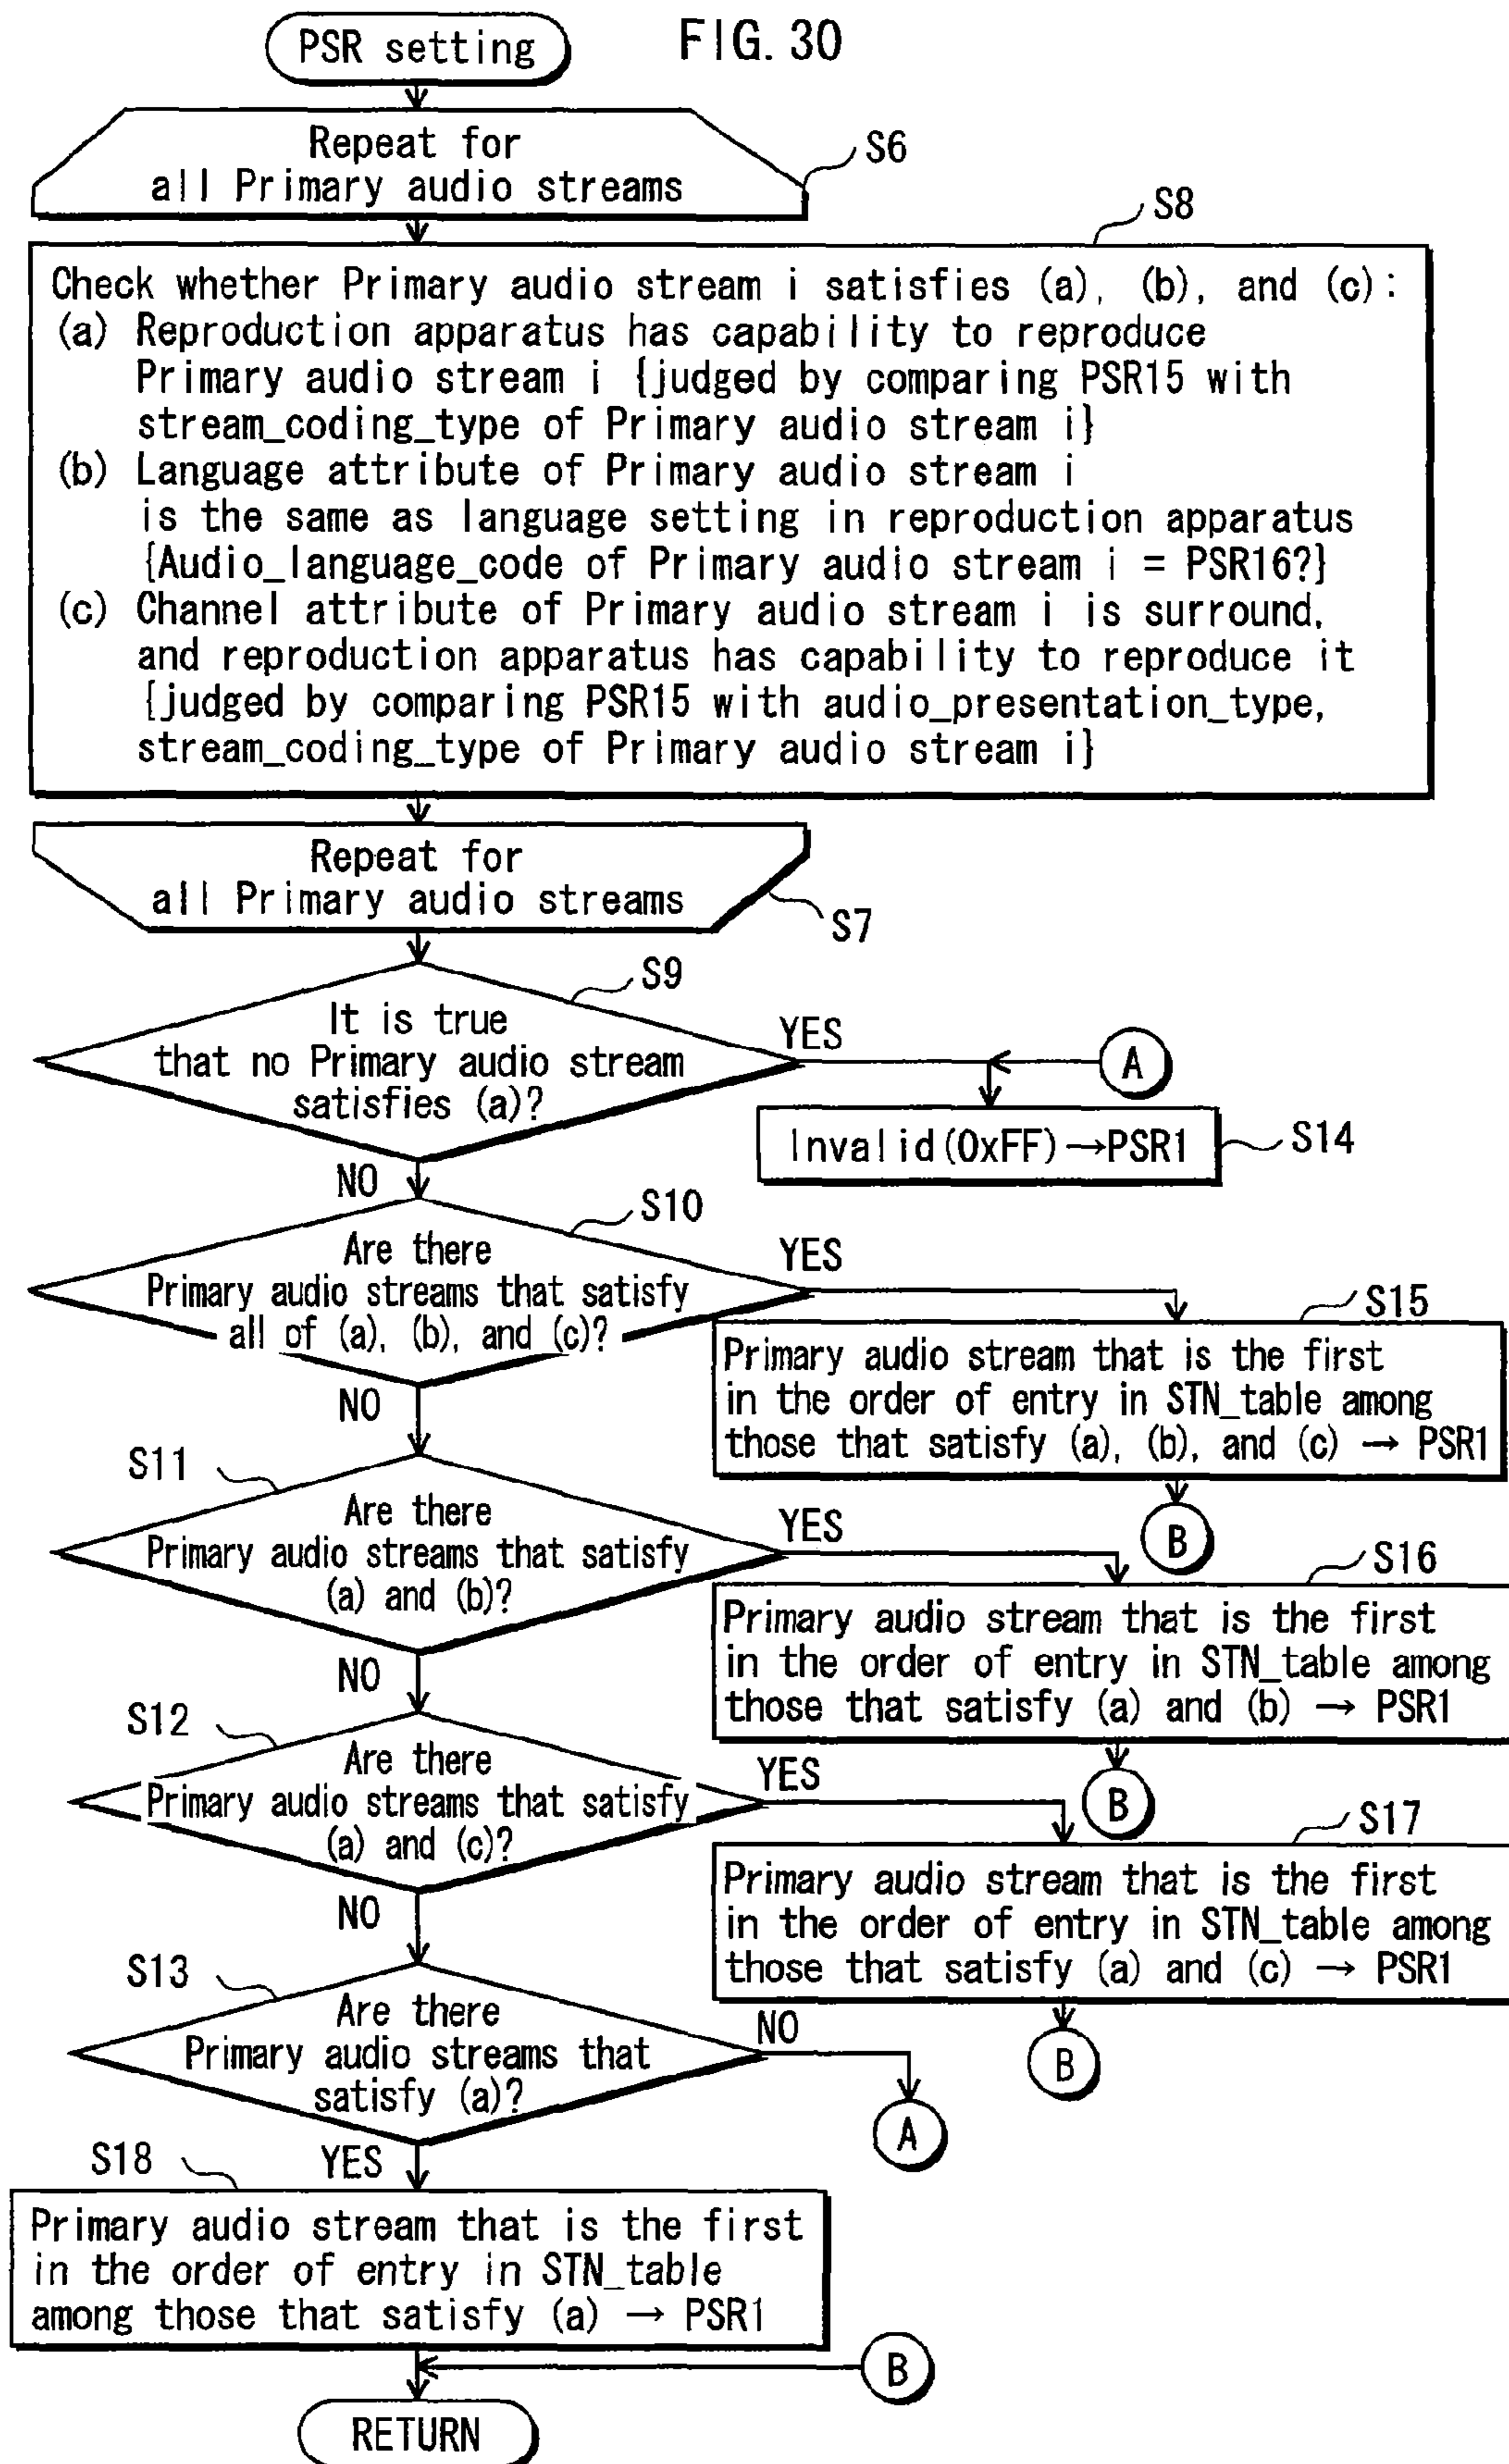 FIG. 30
PSR setting
Repeat for
all Primary audio streams
S6
S8
Check whether Primary audio stream i satisfies (a), (b), and (c):
(a) Reproduction apparatus has capability to reproduce
Primary audio stream i {judged by comparing PSR15 with
stream_coding_type of Primary audio stream i}
(b) Language attribute of Primary audio stream i
is the same as language setting in reproduction apparatus
{Audio_language_code of Primary audio stream i = PSR16?}
(c) Channel attribute of Primary audio stream i is surround,
and reproduction apparatus has capability to reproduce it
{judged by comparing PSR15 with audio_presentation_type,
stream_coding_type of Primary audio stream i}
Repeat for
all Primary audio streams
S7
S9
It is true
that no Primary audio stream
satisfies (a)?
YES
A
Invalid(0xFF)→PSR1
S14
NO
S10
Are there
Primary audio streams that satisfy
all of (a), (b), and (c)?
YES
S15
Primary audio stream that is the first
in the order of entry in STN_table among
those that satisfy (a), (b), and (c) → PSR1
B
NO
S11
Are there
Primary audio streams that satisfy
(a) and (b)?
YES
S16
Primary audio stream that is the first
in the order of entry in STN_table among
those that satisfy (a) and (b) → PSR1
B
NO
S12
Are there
Primary audio streams that satisfy
(a) and (c)?
YES
S17
Primary audio stream that is the first
in the order of entry in STN_table among
those that satisfy (a) and (c) → PSR1
B
NO
S13
Are there
Primary audio streams that
satisfy (a)?
NO
A
YES
S18
Primary audio stream that is the first
in the order of entry in STN_table
among those that satisfy (a) → PSR1
B
RETURN